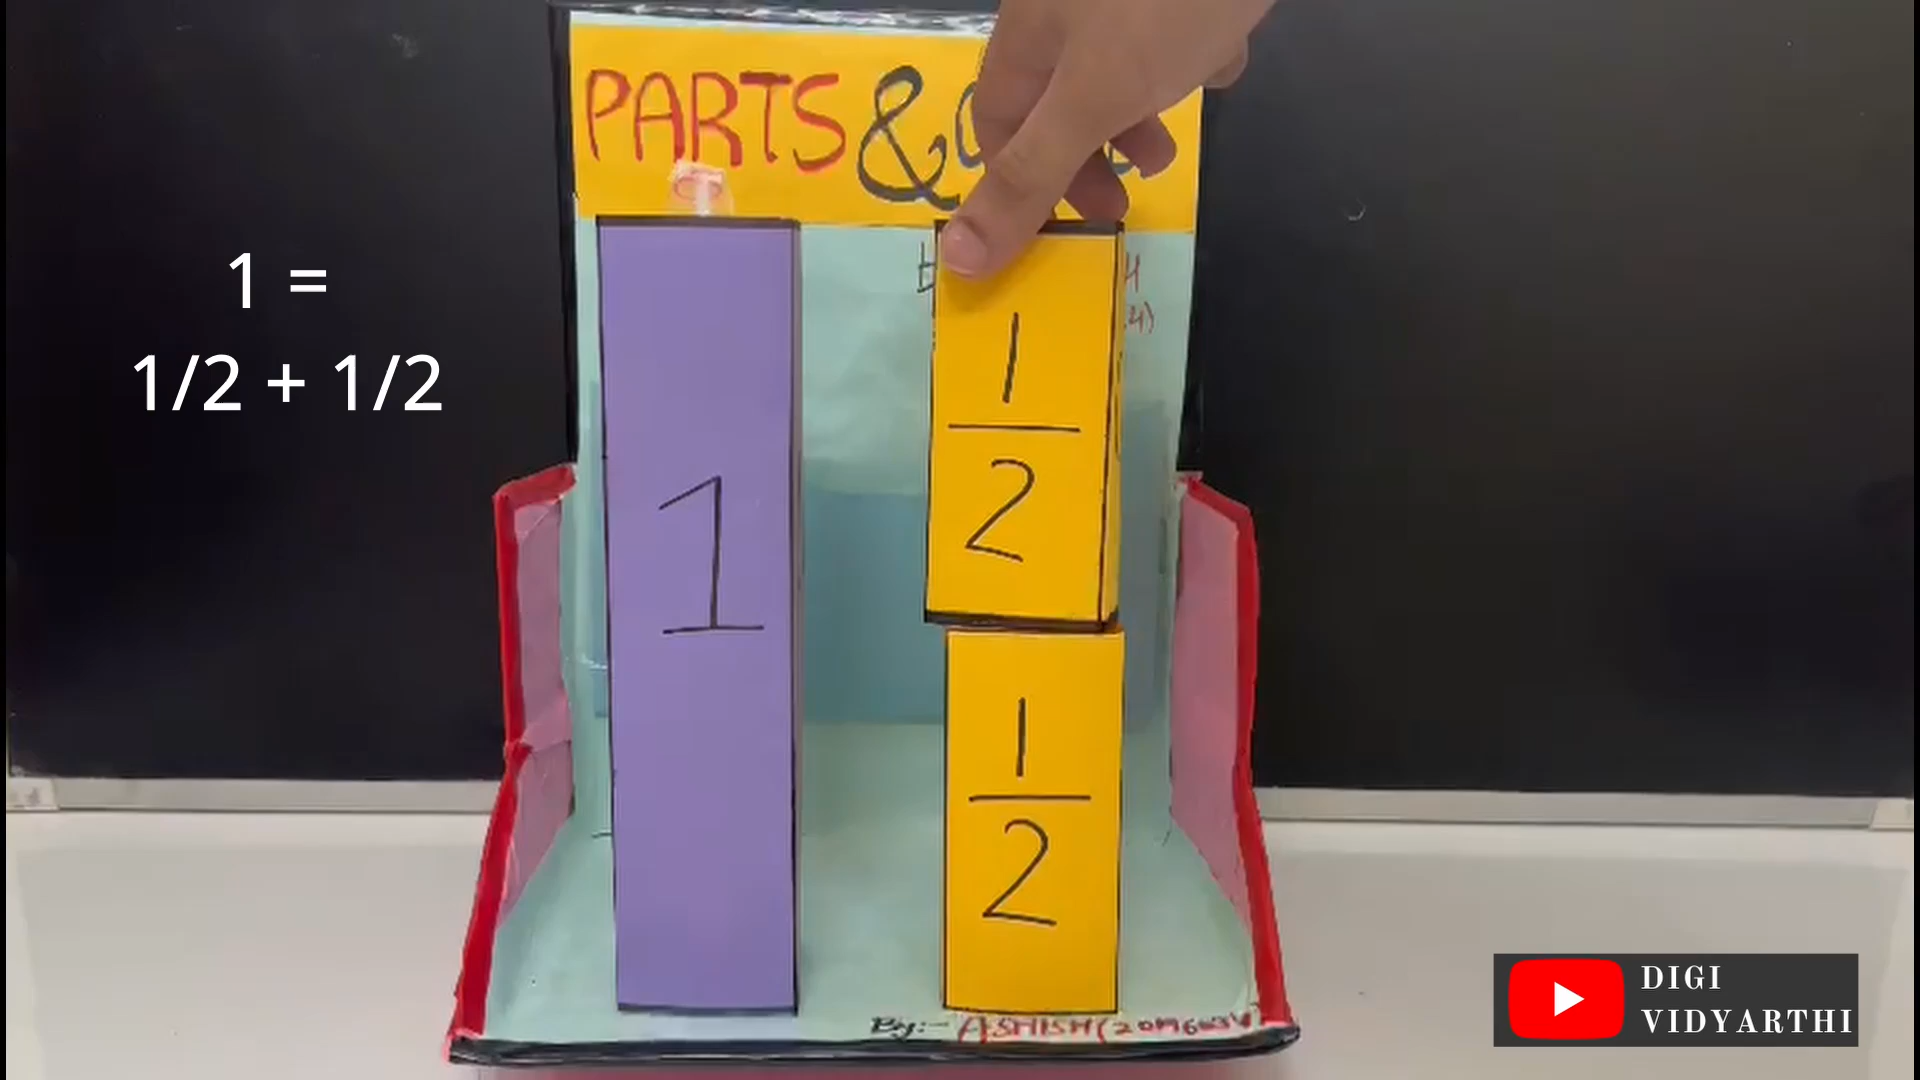 PARTS &
1 =
1/2 + 1/2
1
1
2
1
2
By:- ASHISH
DIGI
VIDYARTHI